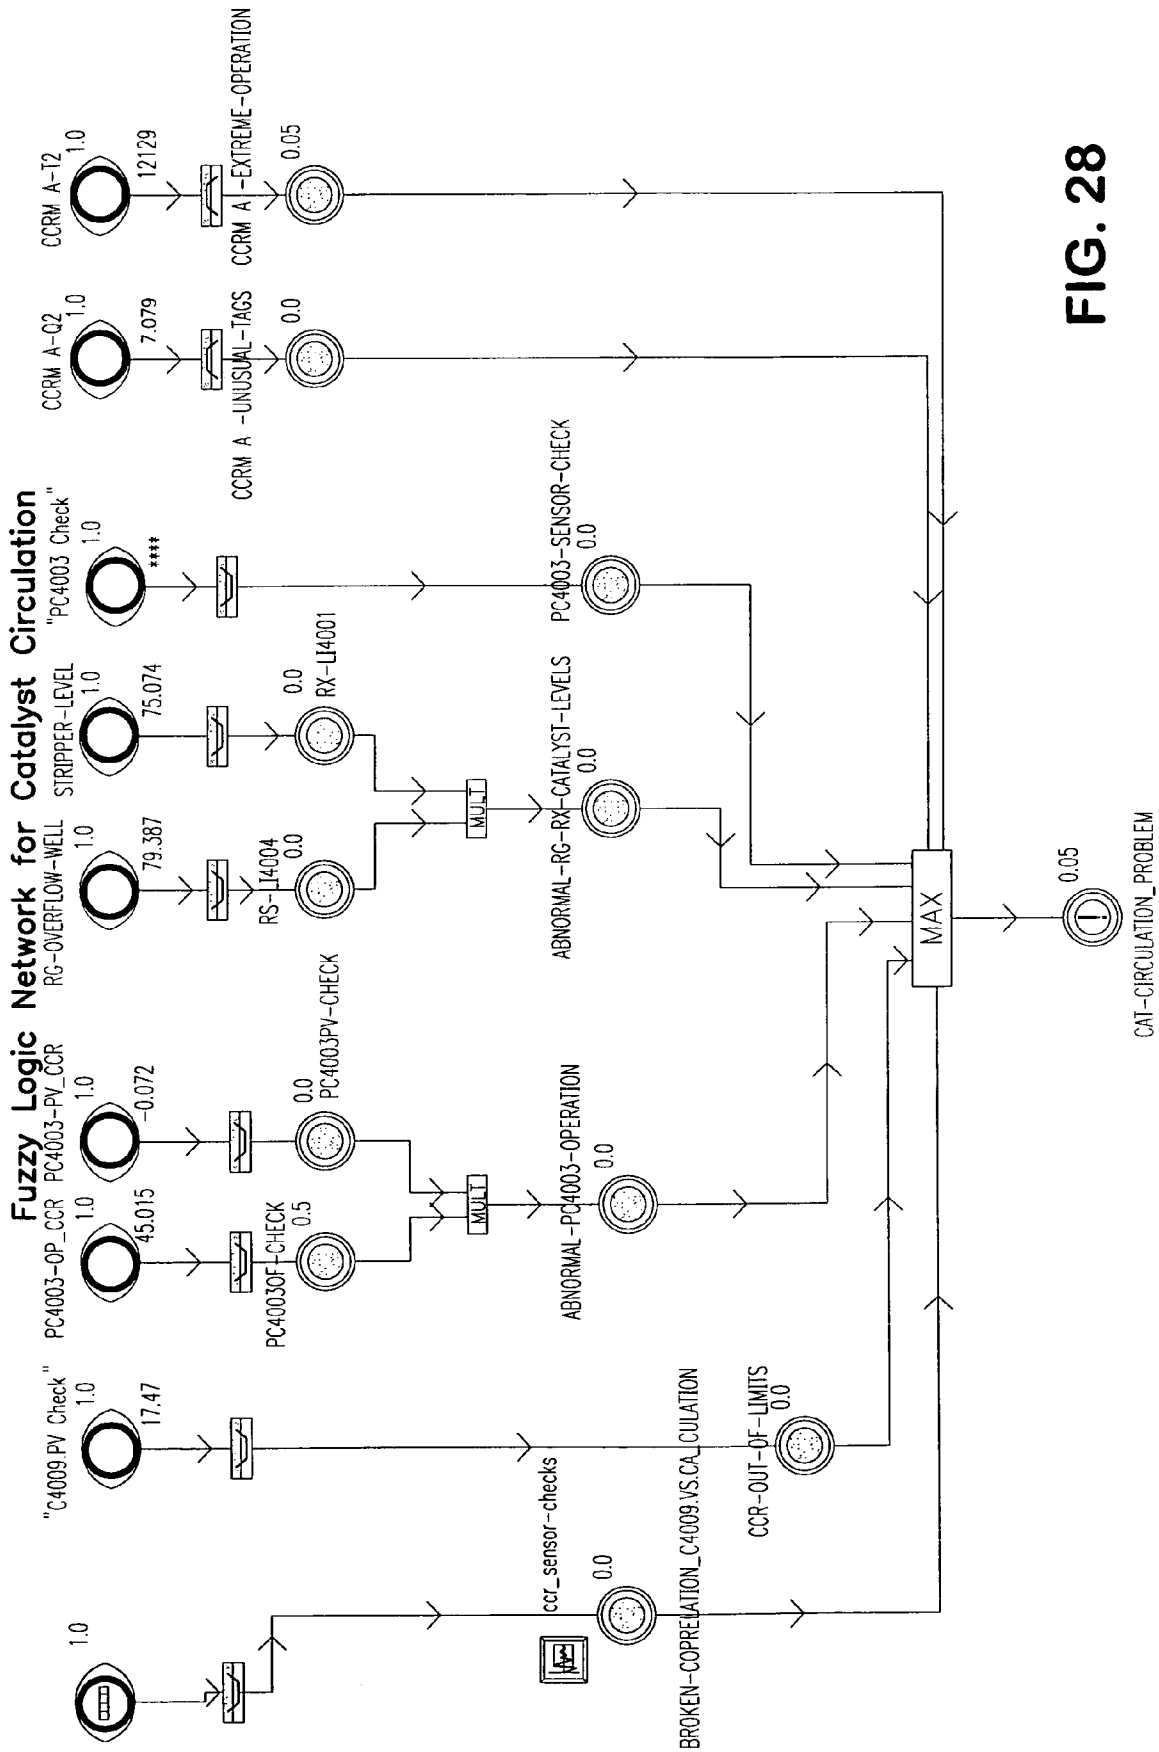 Fuzzy Logic Network for Catalyst Circulation
1.0
"C4009.PV Check"
1.0
17.47
PC4003-OP_CCR
1.0
45.015
PC4003-PV_CCR
1.0
-0.072
RG-OVERFLOW-WELL
1.0
79.387
STRIPPER-LEVEL
1.0
75.074
"PC4003 Check"
1.0
****
CCRM A-Q2
1.0
7.079
CCRM A-T2
1.0
12129
PC4003OF-CHECK
0.5
0.0
PC4003PV-CHECK
RS-LI4004
0.0
0.0
RX-LI4001
CCRM A -UNUSUAL-TAGS
0.0
CCRM A -EXTREME-OPERATION
0.05
MULT
MULT
ccr_sensor-checks
0.0
BROKEN-COPRELATION_C4009.VS.CA_CULATION
CCR-OUT-OF-LIMITS
0.0
ABNORMAL-PC4003-OPERATION
0.0
ABNORMAL-RG-RX-CATALYST-LEVELS
0.0
PC4003-SENSOR-CHECK
0.0
MAX
0.05
CAT-CIRCULATION_PROBLEM
FIG. 28